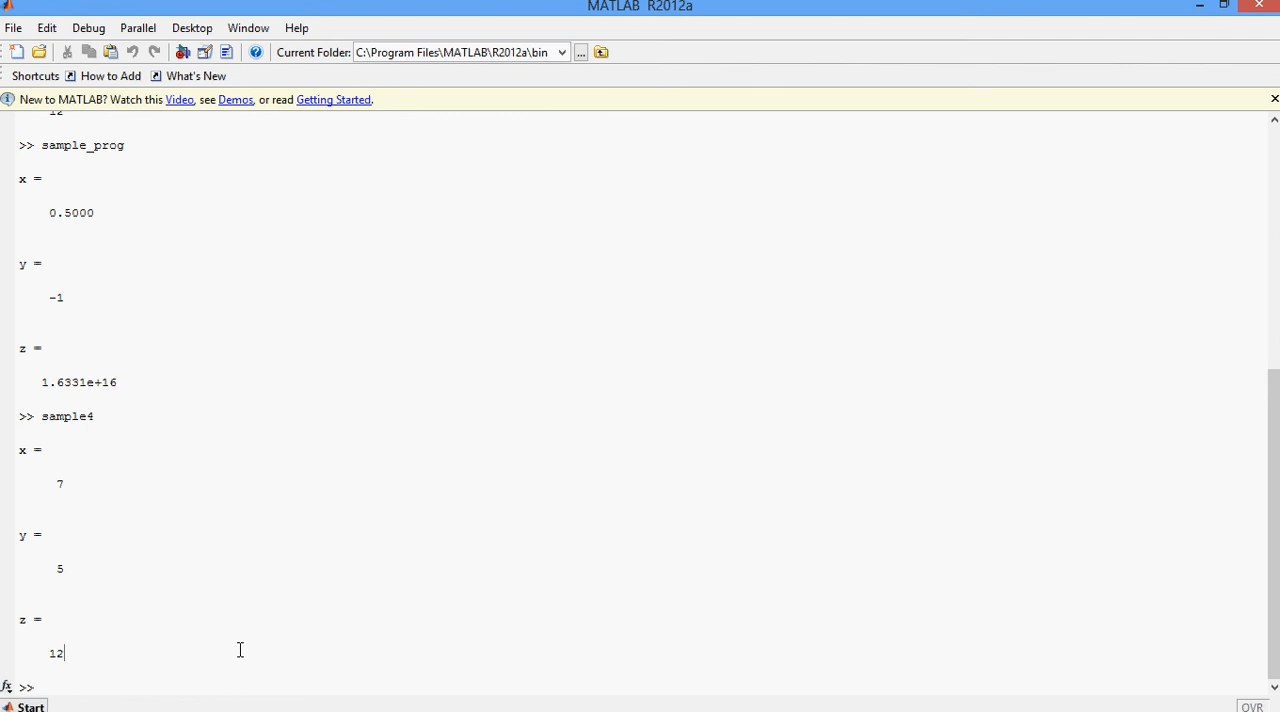 MATLAB R2012a
File Edit Debug Parallel Desktop Window Help
Current Folder: C:\Program Files\MATLAB\R2012a\bin ...
Shortcuts How to Add What's New
New to MATLAB? Watch this Video, see Demos, or read Getting Started.
12
>> sample_prog
x =
0.5000
y =
-1
z =
1.6331e+16
>> sample4
x =
7
y =
5
z =
12
fx >>
Start OVR